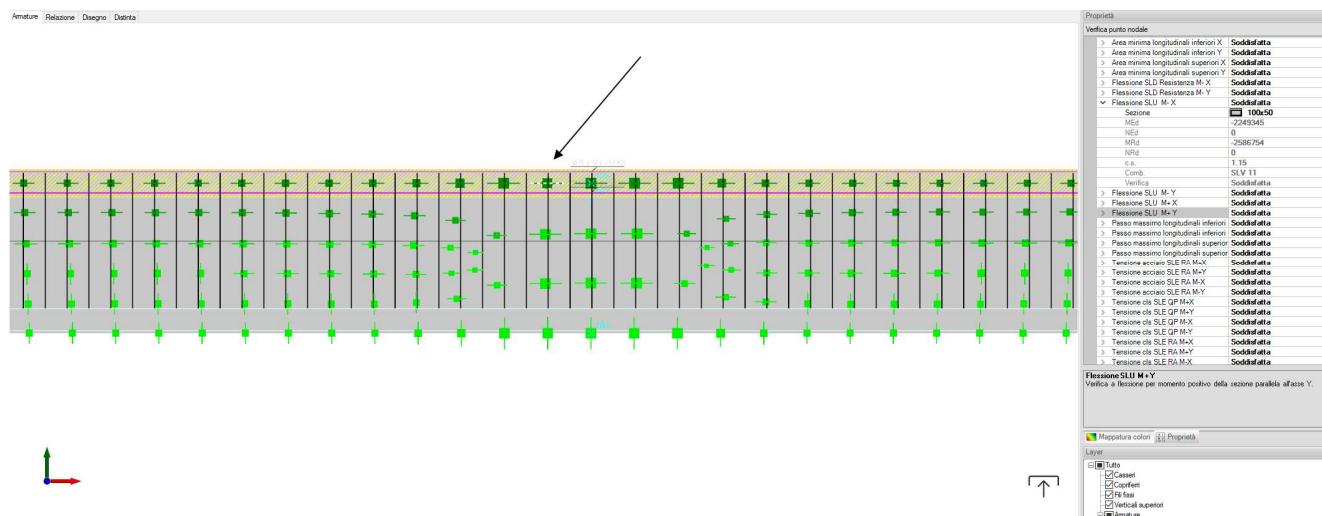 Armature Relazione Disegno Distinta
Proprietà
Verifica punto nodale
Area minima longitudinali inferiori X Soddisfatta
Area minima longitudinali inferiori Y Soddisfatta
Area minima longitudinali superiori X Soddisfatta
Area minima longitudinali superiori Y Soddisfatta
Flessione SLD Resistenza M- X Soddisfatta
Flessione SLD Resistenza M- Y Soddisfatta
Flessione SLU M- X Soddisfatta
Sezione 100x50
MEd -2249345
NEd 0
MRd -2586754
NRd 0
c.s. 1.15
Comb. SLV 11
Verifica Soddisfatta
Flessione SLU M- Y Soddisfatta
Flessione SLU M+ X Soddisfatta
Flessione SLU M+ Y Soddisfatta
Passo massimo longitudinali inferiori Soddisfatta
Passo massimo longitudinali inferiori Soddisfatta
Passo massimo longitudinali superior Soddisfatta
Passo massimo longitudinali superior Soddisfatta
Tensione acciaio SLE RA M+X Soddisfatta
Tensione acciaio SLE RA M+Y Soddisfatta
Tensione acciaio SLE RA M-X Soddisfatta
Tensione acciaio SLE RA M-Y Soddisfatta
Tensione cls SLE QP M+X Soddisfatta
Tensione cls SLE QP M+Y Soddisfatta
Tensione cls SLE QP M-X Soddisfatta
Tensione cls SLE QP M-Y Soddisfatta
Tensione cls SLE RA M+X Soddisfatta
Tensione cls SLE RA M+Y Soddisfatta
Tensione cls SLE RA M-X Soddisfatta
Flessione SLU M+Y
Verifica a flessione per momento positivo della sezione parallela all'asse Y.
Mappatura colori Proprietà
Layer
Tutto
Casseri
Copriferri
Fili fissi
Verticali superiori
Armature